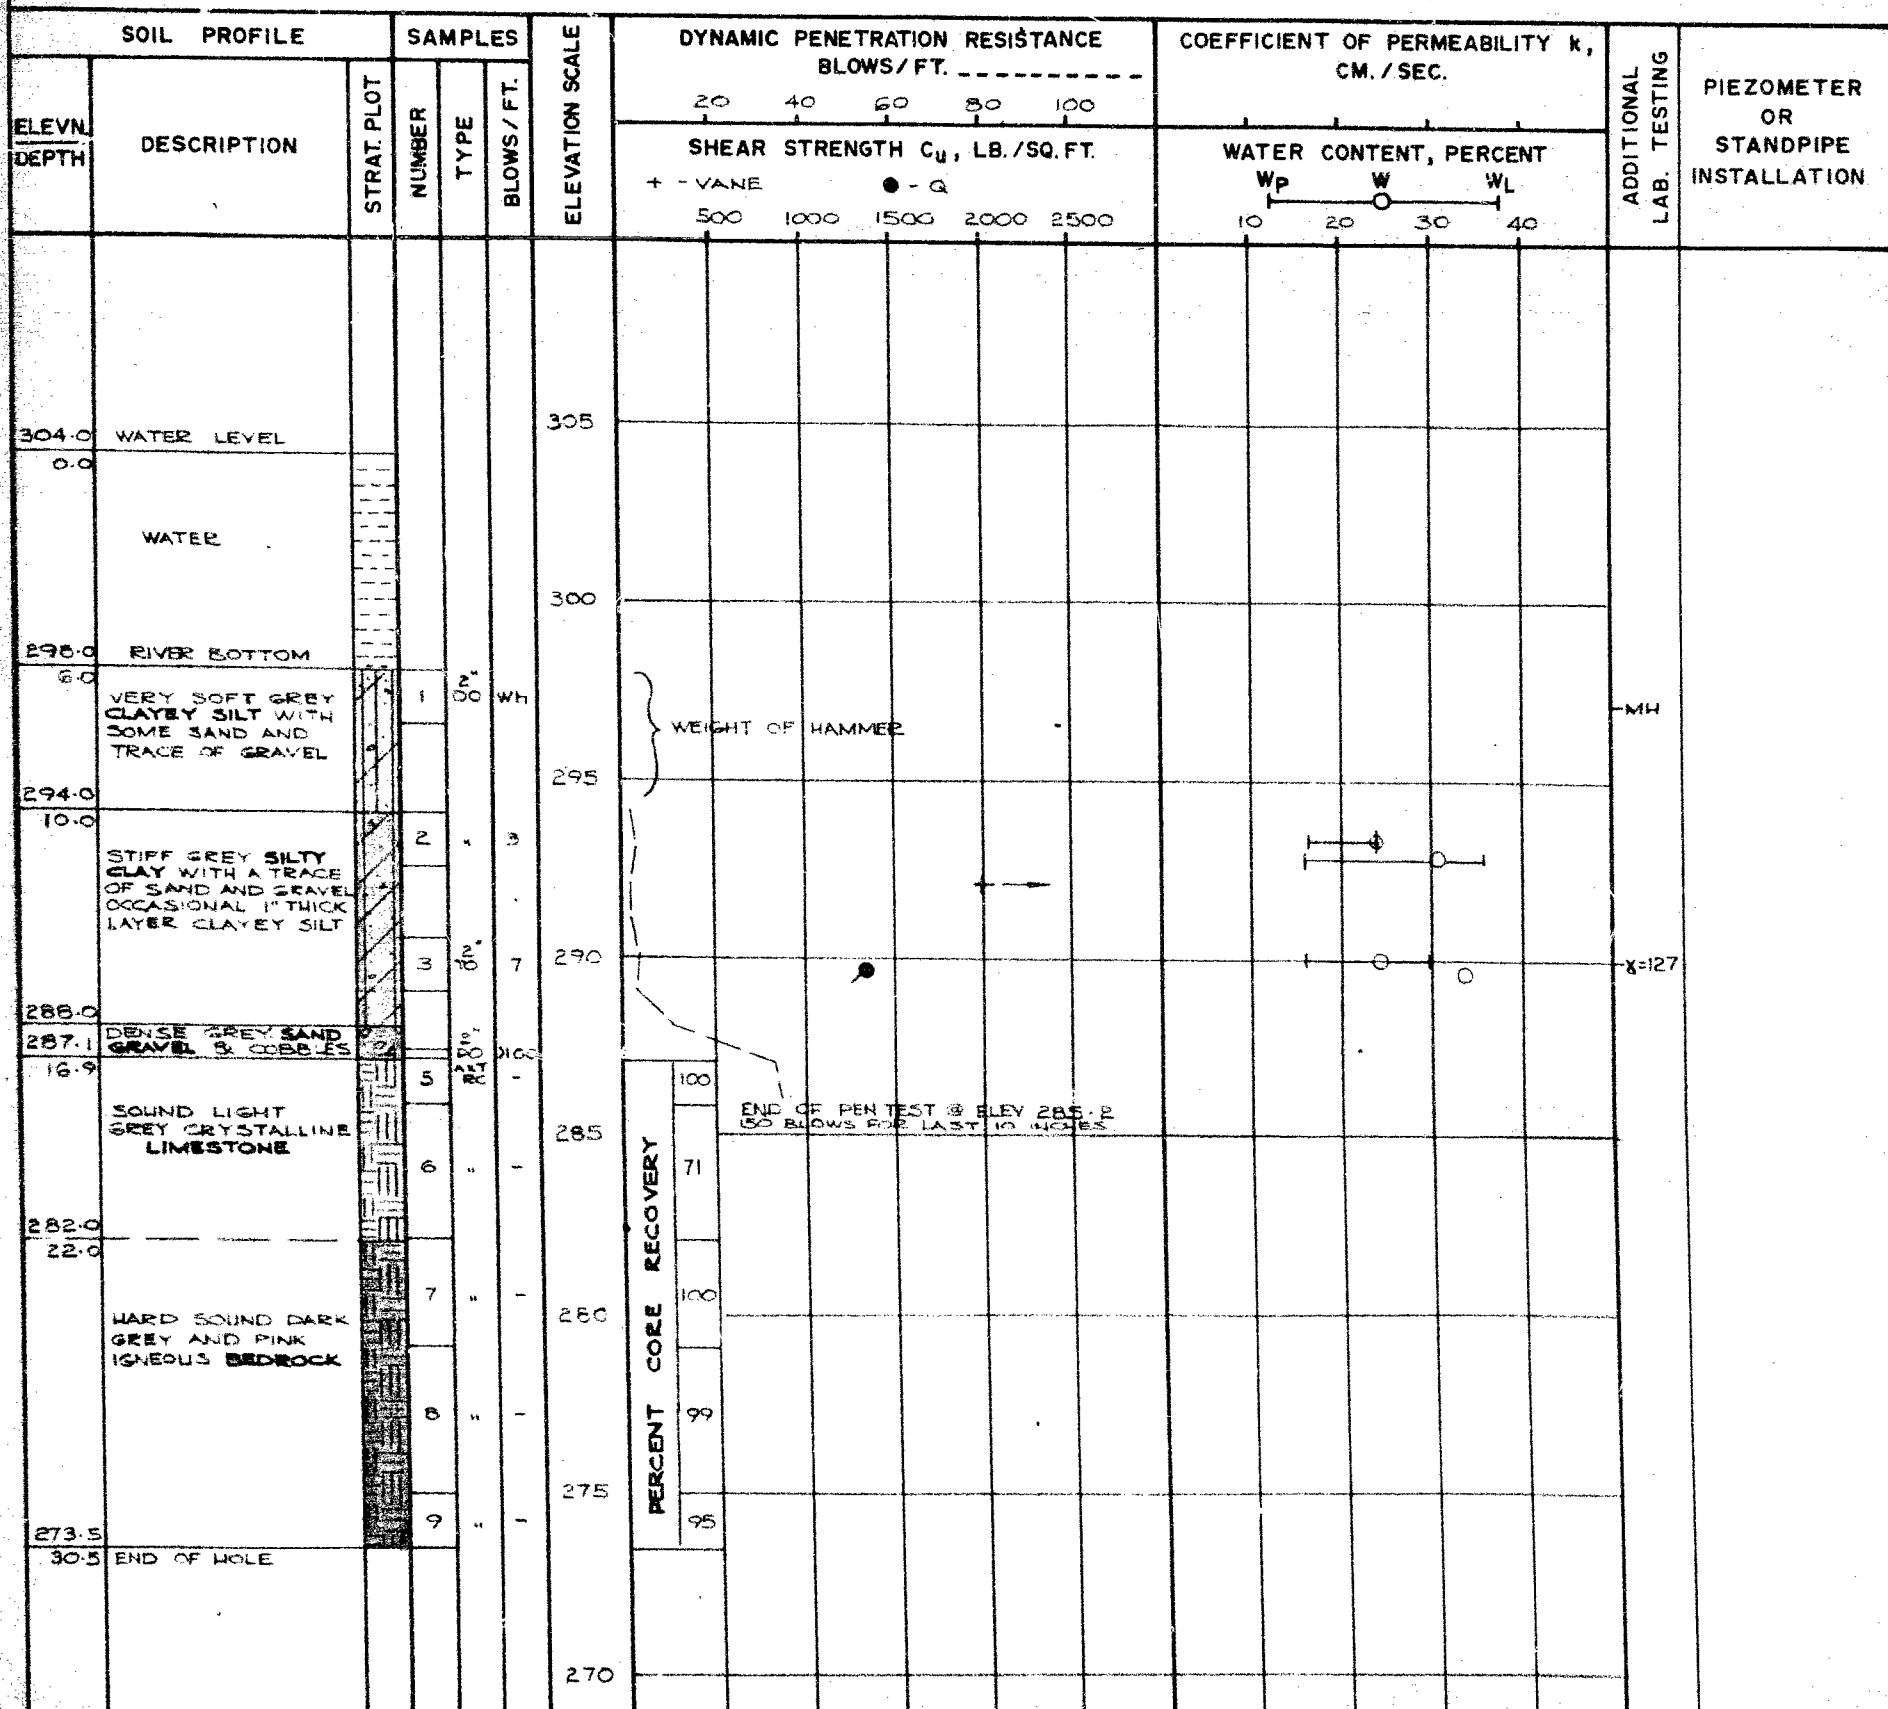 SOIL PROFILE
SAMPLES
ELEVATION SCALE
DYNAMIC PENETRATION RESISTANCE
BLOWS/FT. ----------
20 40 60 80 100
COEFFICIENT OF PERMEABILITY k,
CM./SEC.
ADDITIONAL
LAB. TESTING
PIEZOMETER
OR
STANDPIPE
INSTALLATION
ELEVN.
DEPTH
DESCRIPTION
STRAT. PLOT
NUMBER
TYPE
BLOWS/FT.
SHEAR STRENGTH Cu, LB./SQ.FT.
+ - VANE ● - Q
500 1000 1500 2000 2500
WATER CONTENT, PERCENT
WP W WL
10 20 30 40
305
304.0 WATER LEVEL
0.0
WATER
300
298.0 RIVER BOTTOM
6.0
VERY SOFT GREY
CLAYEY SILT WITH
SOME SAND AND
TRACE OF GRAVEL
1 2" DO WH
WEIGHT OF HAMMER
MH
295
294.0
10.0
2 " 3
STIFF GREY SILTY
CLAY WITH A TRACE
OF SAND AND GRAVEL
OCCASIONAL 1" THICK
LAYER CLAYEY SILT
3 2" 7
290
γ=127
288.0
DENSE GREY SAND
GRAVEL & COBBLES
287.1
16.9
5 -
100
END OF PEN TEST @ ELEV 285.2
150 BLOWS FOR LAST 10 INCHES
SOUND LIGHT
GREY CRYSTALLINE
LIMESTONE
285
6 " -
71
PERCENT CORE RECOVERY
282.0
22.0
7 " -
100
280
HARD SOUND DARK
GREY AND PINK
IGNEOUS BEDROCK
8 " -
99
275
9 " -
95
273.5
30.5 END OF HOLE
270